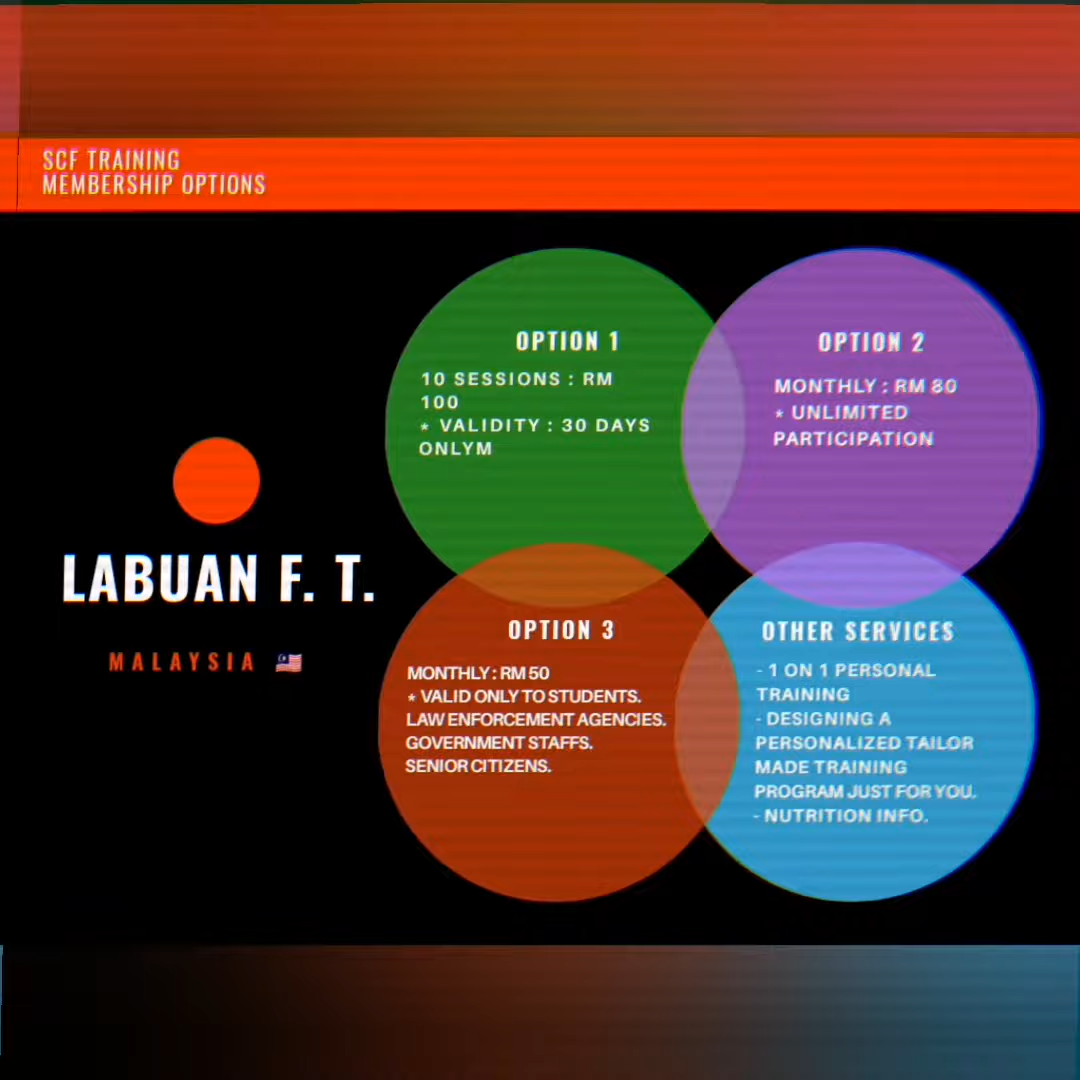 SCF TRAINING
MEMBERSHIP OPTIONS
LABUAN F. T.
MALAYSIA 🇲🇾
OPTION 1
10 SESSIONS : RM
100
* VALIDITY : 30 DAYS
ONLYM
OPTION 2
MONTHLY : RM 80
* UNLIMITED
PARTICIPATION
OPTION 3
MONTHLY : RM 50
* VALID ONLY TO STUDENTS.
LAW ENFORCEMENT AGENCIES.
GOVERNMENT STAFFS.
SENIOR CITIZENS.
OTHER SERVICES
- 1 ON 1 PERSONAL
TRAINING
- DESIGNING A
PERSONALIZED TAILOR
MADE TRAINING
PROGRAM JUST FOR YOU.
- NUTRITION INFO.